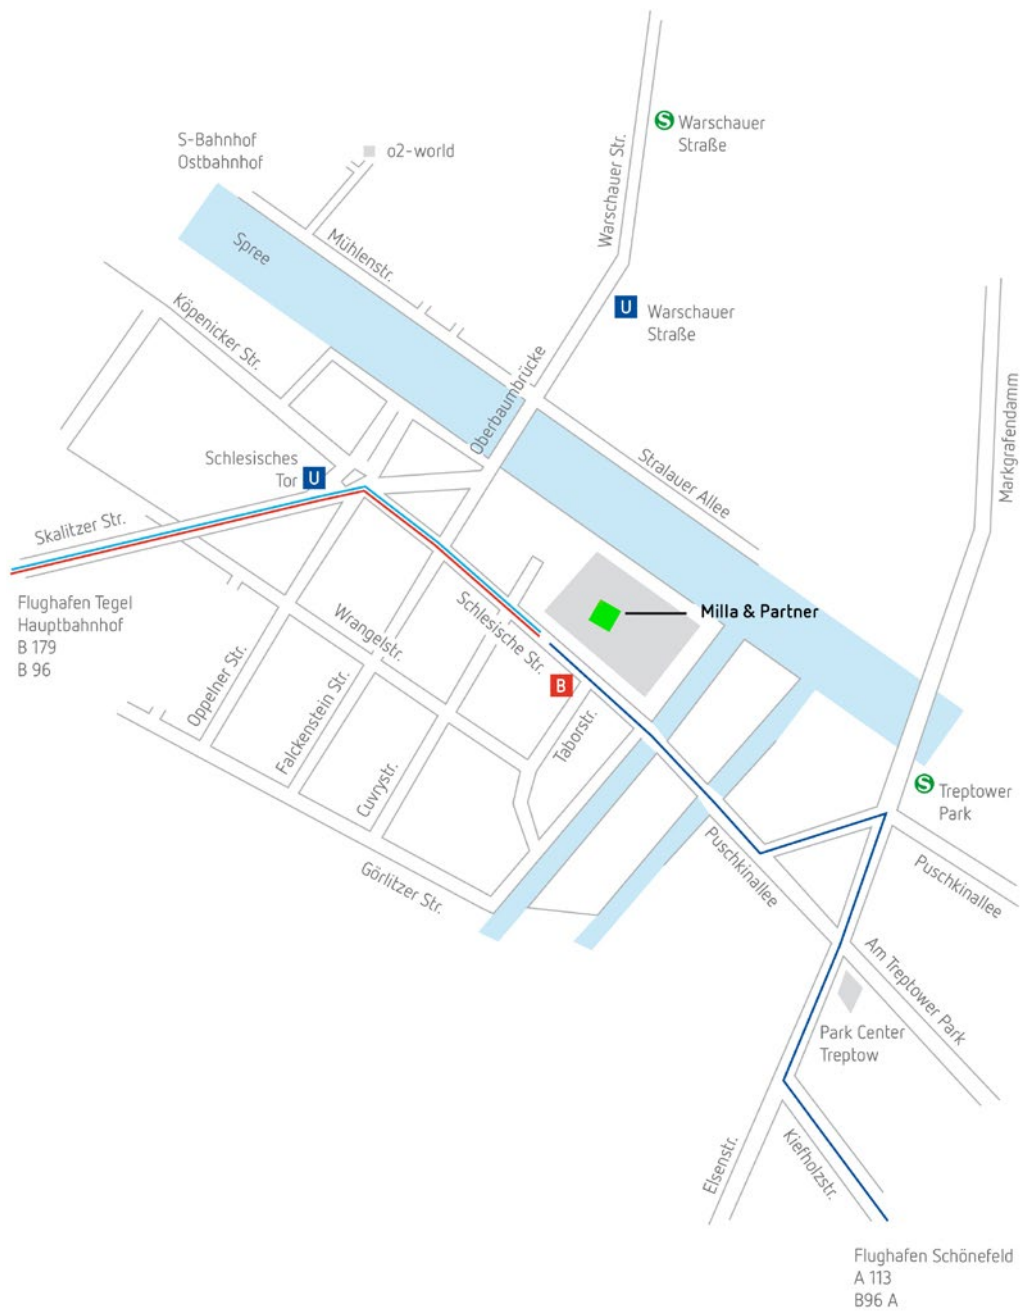 S Warschauer
Straße
S-Bahnhof
Ostbahnhof
o2-world
Warschauer Str.
Spree
Mühlenstr.
U Warschauer
Straße
Köpenicker Str.
Oberbaumbrücke
Markgrafendamm
Schlesisches
Tor U
Stralauer Allee
Skalitzer Str.
Flughafen Tegel
Hauptbahnhof
B 179
B 96
Wrangelstr.
Schlesische Str.
Milla & Partner
B
Oppelner Str.
Falckenstein Str.
Taborstr.
Cuvrystr.
S Treptower
Park
Görlitzer Str.
Puschkinallee
Puschkinallee
Am Treptower Park
Park Center
Treptow
Elsenstr.
Kiefholzstr.
Flughafen Schönefeld
A 113
B96 A